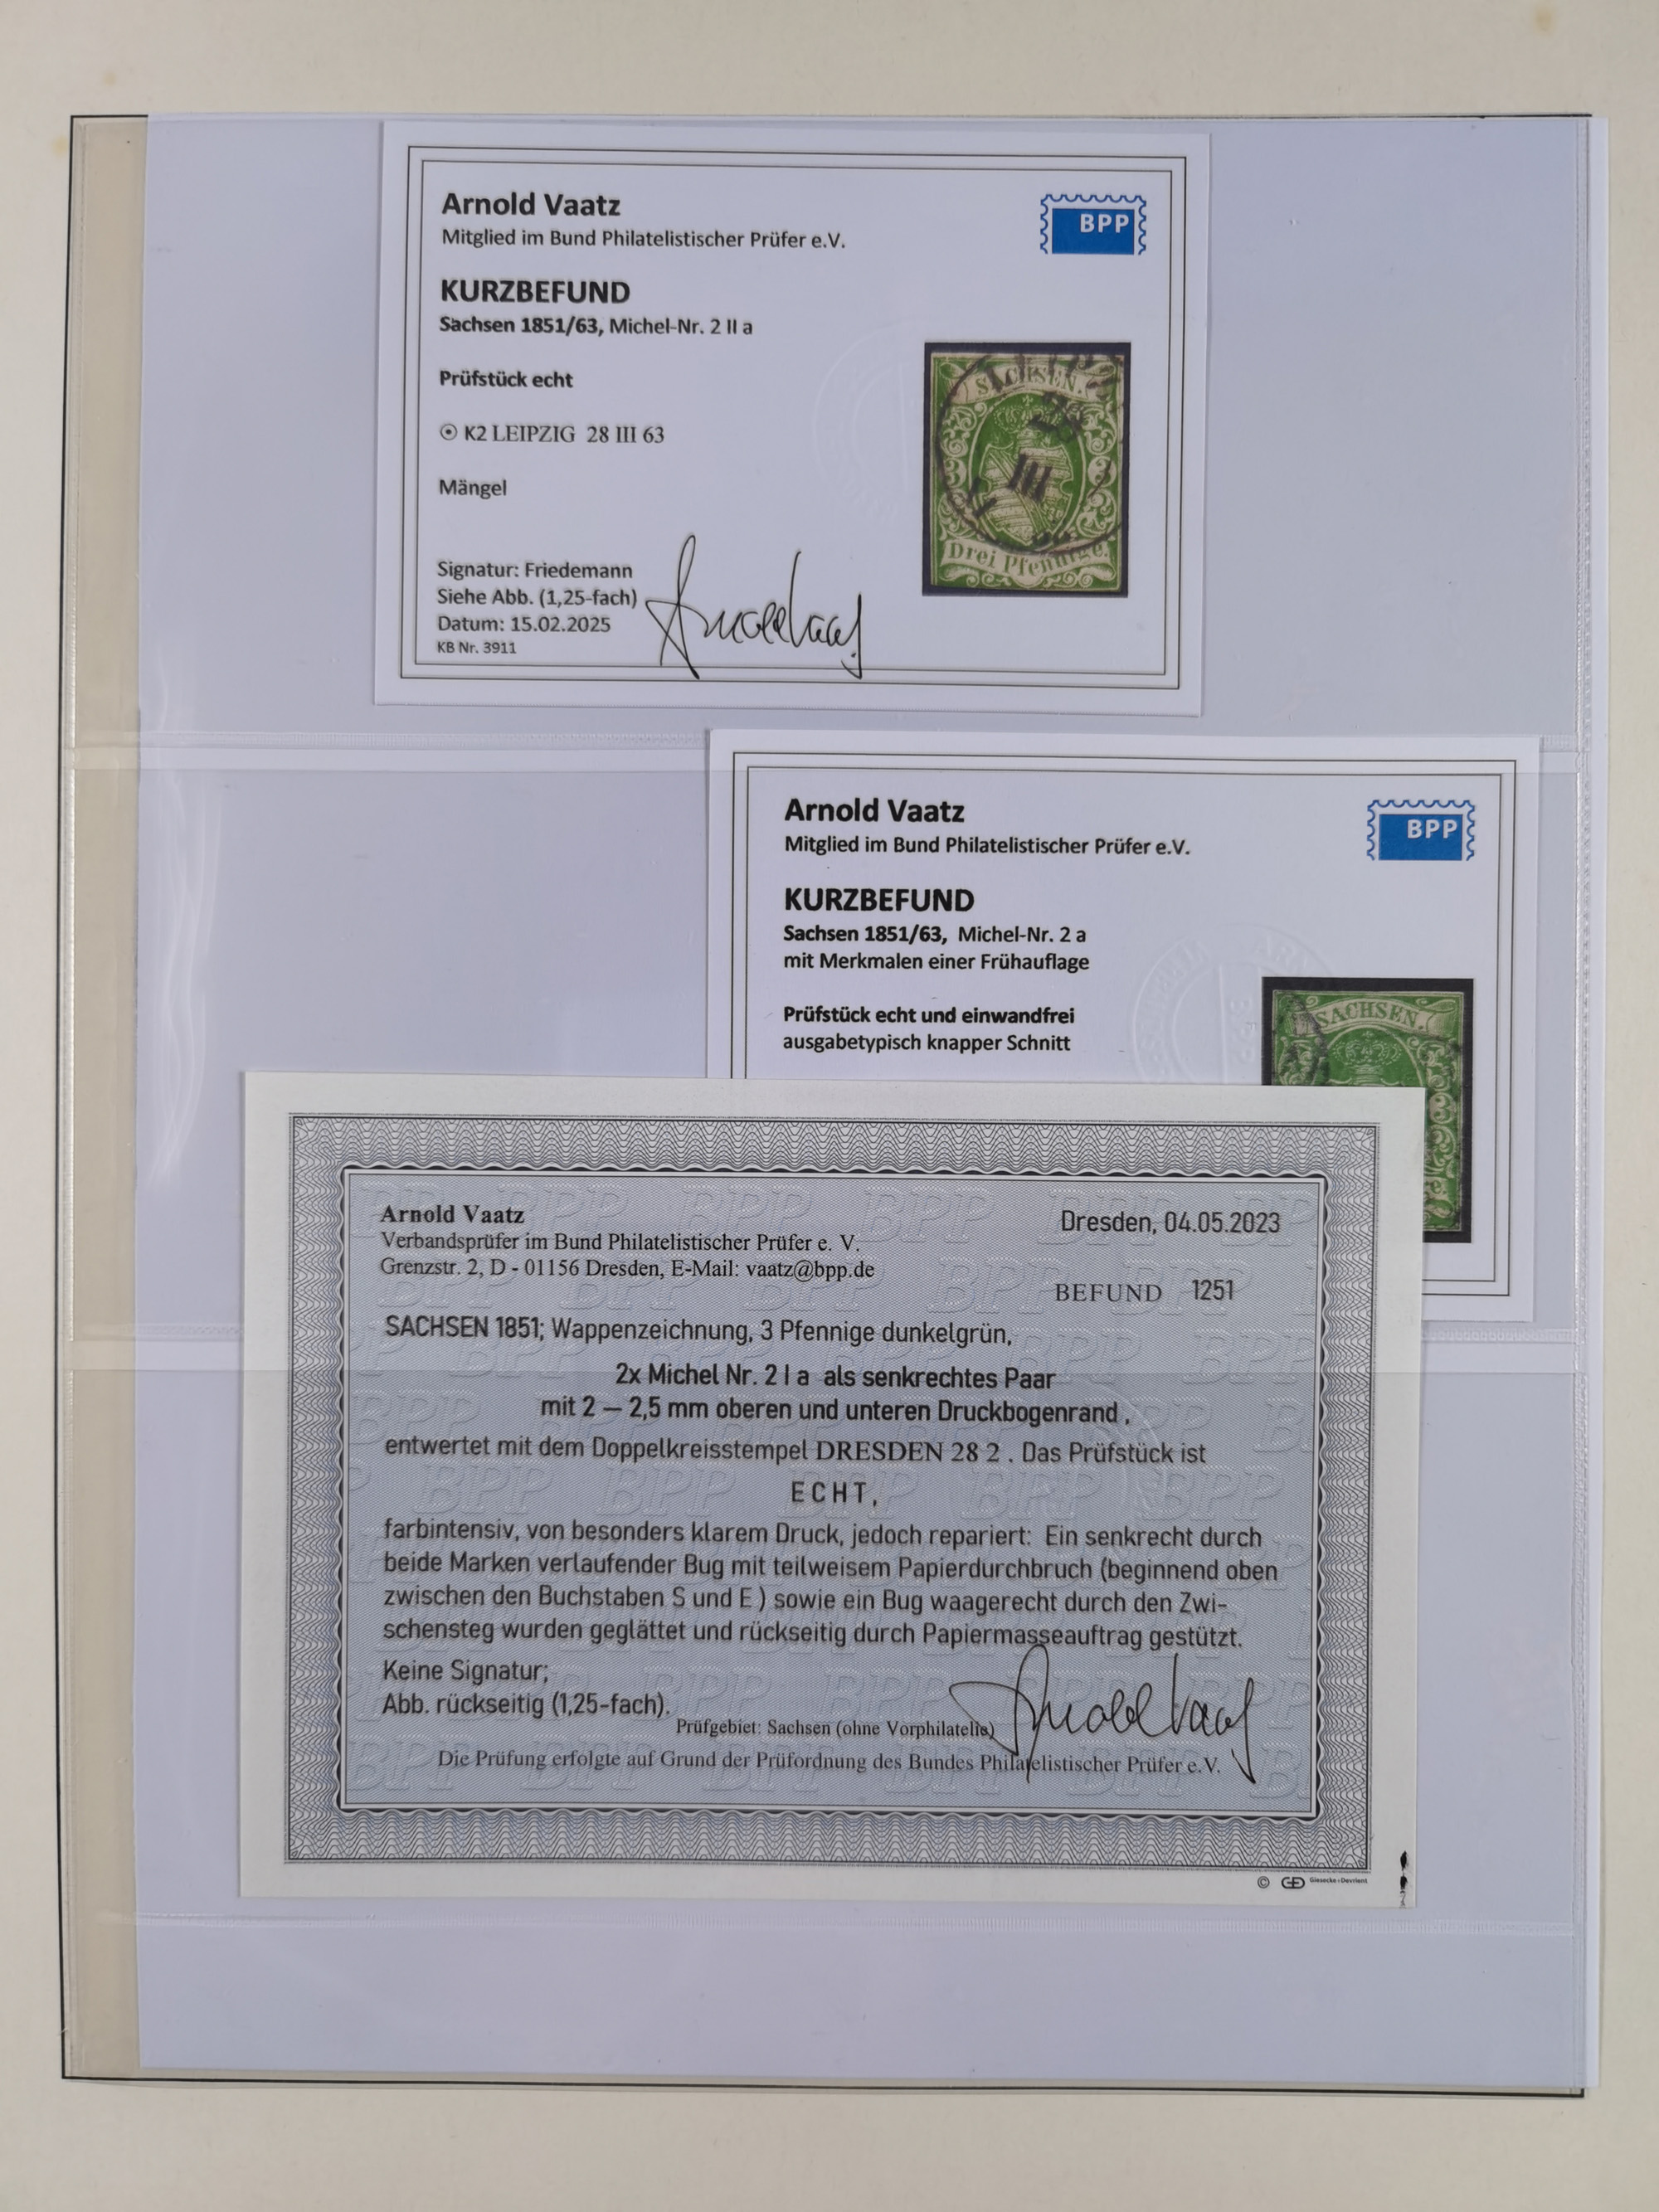 Arnold Vaatz
Mitglied im Bund Philatelistischer Prüfer e.V.
BPP
KURZBEFUND
Sachsen 1851/63, Michel-Nr. 2 II a
Prüfstück echt
K2 LEIPZIG 28 III 63
Mängel
Signatur: Friedemann
Siehe Abb. (1,25-fach)
Datum: 15.02.2025
KB Nr. 3911
SACHSEN.
3 3
III
Drei Pfennige.
Arnold Vaatz
Mitglied im Bund Philatelistischer Prüfer e.V.
BPP
KURZBEFUND
Sachsen 1851/63, Michel-Nr. 2 a
mit Merkmalen einer Frühauflage
Prüfstück echt und einwandfrei
ausgabetypisch knapper Schnitt
SACHSEN.
Arnold Vaatz
Verbandsprüfer im Bund Philatelistischer Prüfer e. V.
Grenzstr. 2, D - 01156 Dresden, E-Mail: vaatz@bpp.de
Dresden, 04.05.2023
BEFUND 1251
SACHSEN 1851; Wappenzeichnung, 3 Pfennige dunkelgrün,
2x Michel Nr. 2 I a als senkrechtes Paar
mit 2 – 2,5 mm oberen und unteren Druckbogenrand ,
entwertet mit dem Doppelkreisstempel DRESDEN 28 2 . Das Prüfstück ist
ECHT,
farbintensiv, von besonders klarem Druck, jedoch repariert: Ein senkrecht durch
beide Marken verlaufender Bug mit teilweisem Papierdurchbruch (beginnend oben
zwischen den Buchstaben S und E ) sowie ein Bug waagerecht durch den Zwi-
schensteg wurden geglättet und rückseitig durch Papiermasseauftrag gestützt.
Keine Signatur;
Abb. rückseitig (1,25-fach).
Prüfgebiet: Sachsen (ohne Vorphilatelie)
Die Prüfung erfolgte auf Grund der Prüfordnung des Bundes Philatelistischer Prüfer e.V.
© GD Giesecke+Devrient